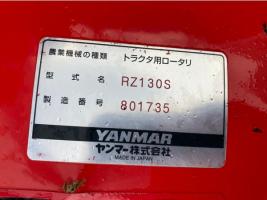 農業機械の種類 トラクタ用ロータリ
型式名 RZ130S
製造番号 801735
YANMAR
ヤンマー株式会社
MADE IN JAPAN